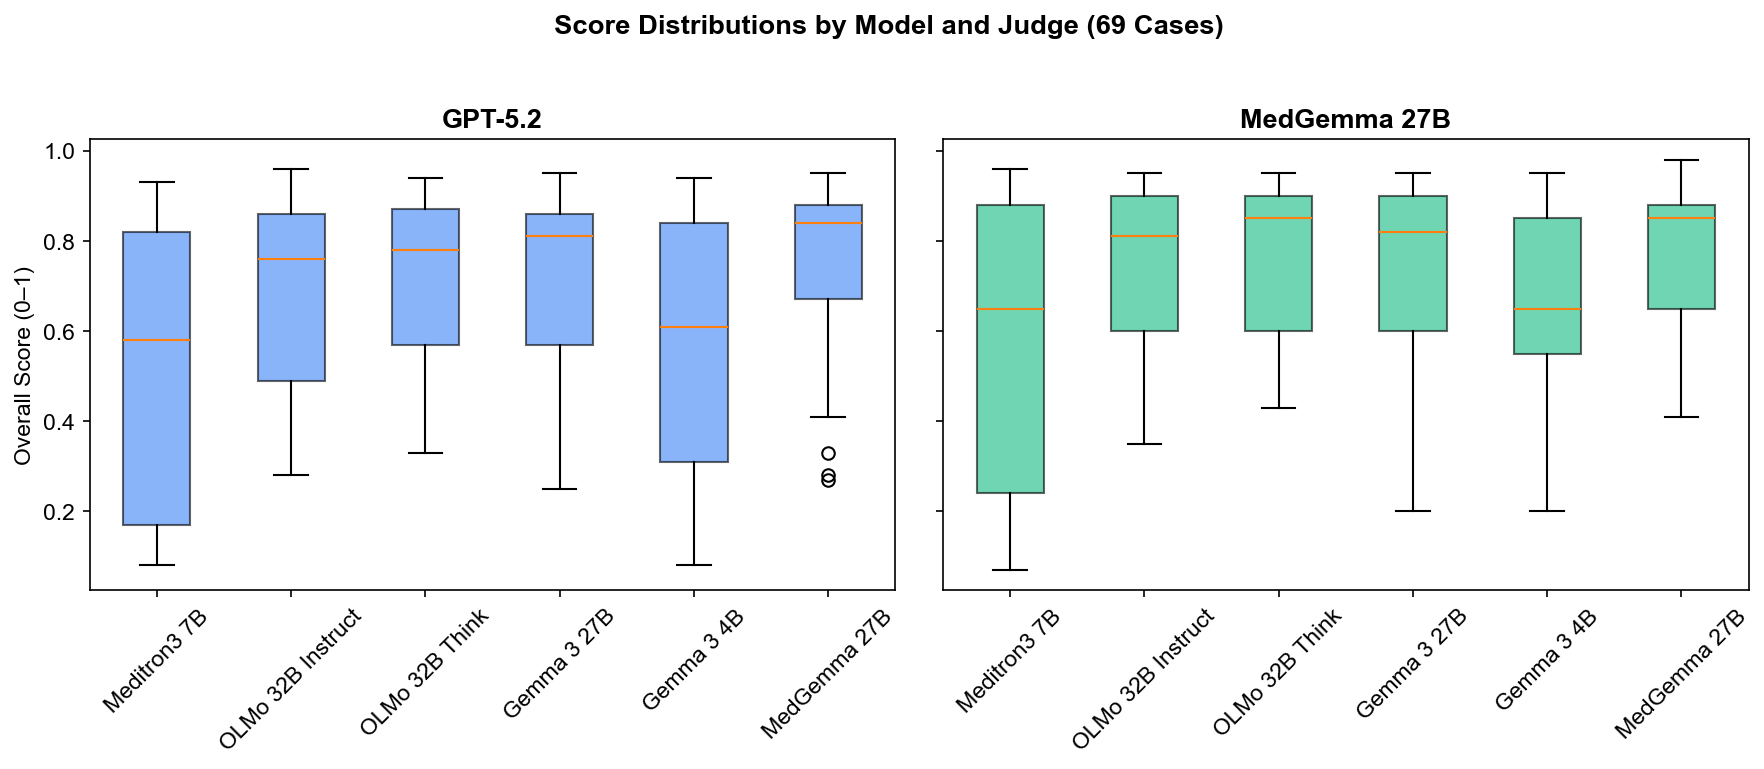 Score Distributions by Model and Judge (69 Cases)
GPT-5.2
MedGemma 27B
Overall Score (0–1)
1.0
0.8
0.6
0.4
0.2
Meditron3 7B
OLMo 32B Instruct
OLMo 32B Think
Gemma 3 27B
Gemma 3 4B
MedGemma 27B
Meditron3 7B
OLMo 32B Instruct
OLMo 32B Think
Gemma 3 27B
Gemma 3 4B
MedGemma 27B